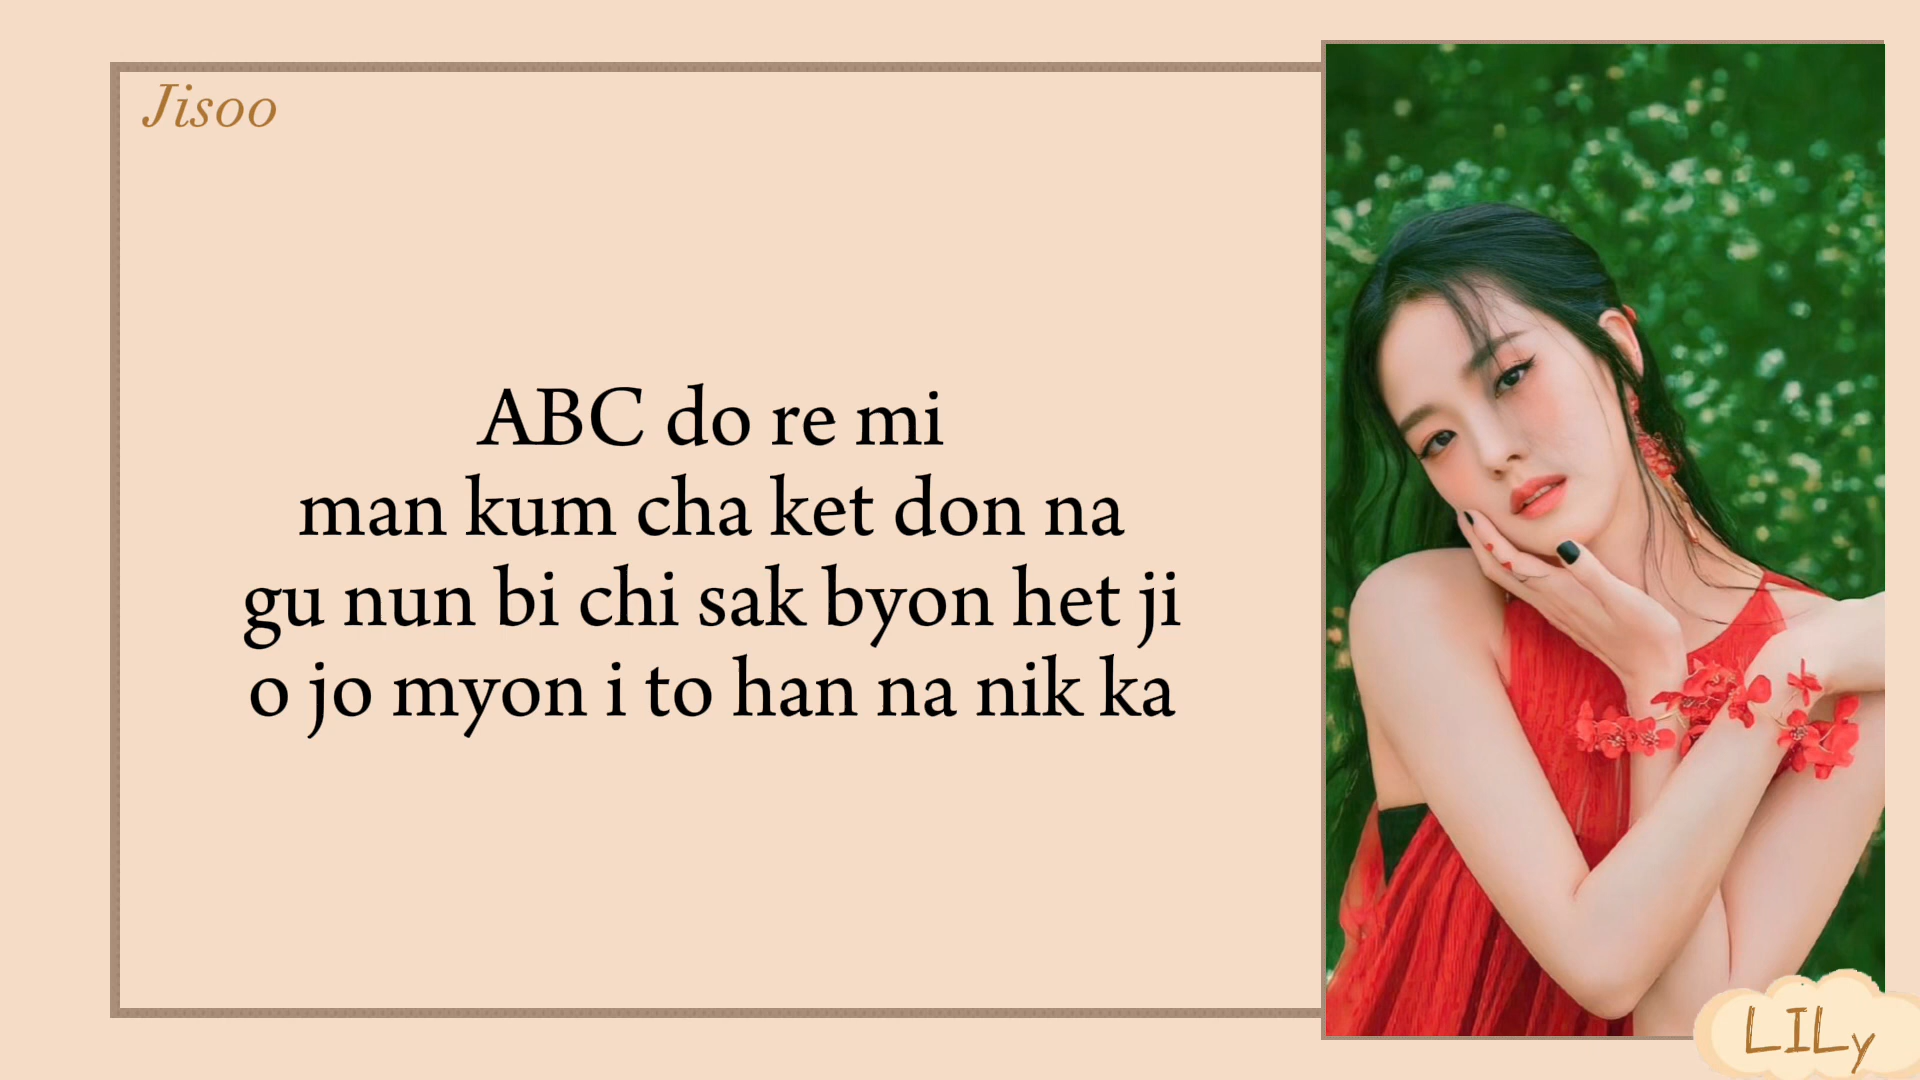 Jisoo
ABC do re mi
man kum cha ket don na
gu nun bi chi sak byon het ji
o jo myon i to han na nik ka
LILy